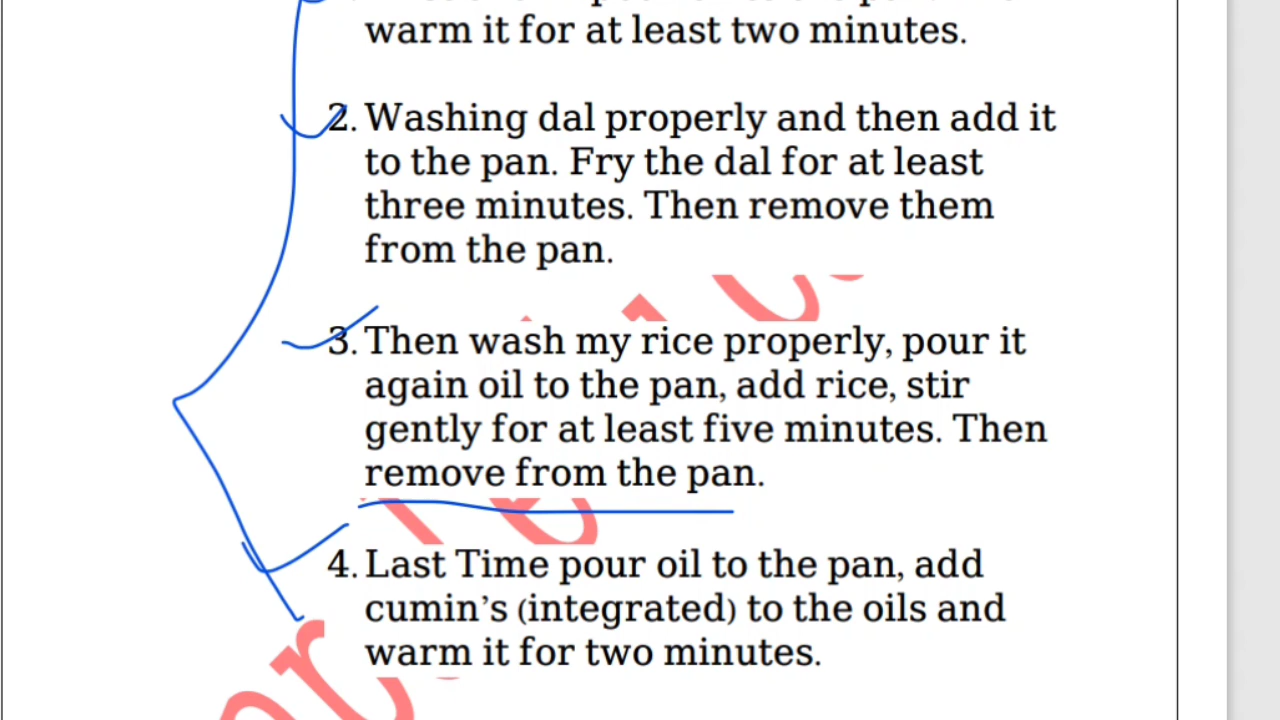 warm it for at least two minutes.
2. Washing dal properly and then add it
to the pan. Fry the dal for at least
three minutes. Then remove them
from the pan.
3. Then wash my rice properly, pour it
again oil to the pan, add rice, stir
gently for at least five minutes. Then
remove from the pan.
4. Last Time pour oil to the pan, add
cumin’s (integrated) to the oils and
warm it for two minutes.